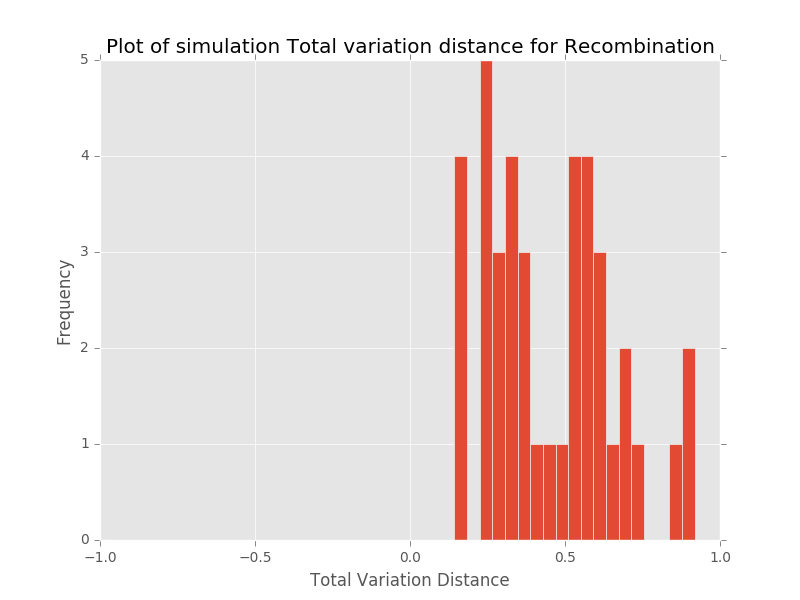 Plot of simulation Total variation distance for Recombination
5
4
3
2
1
0
Frequency
−1.0 −0.5 0.0 0.5 1.0
Total Variation Distance